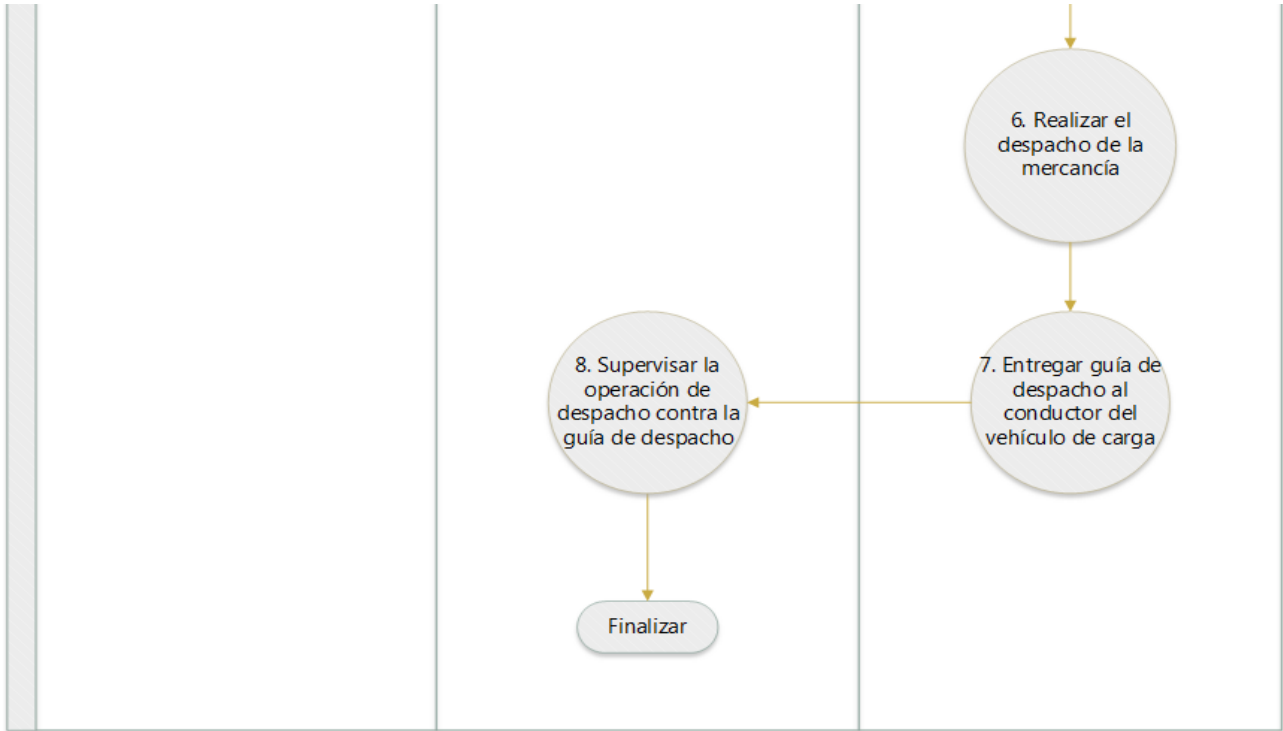 6. Realizar el
despacho de la
mercancía
7. Entregar guía de
despacho al
conductor del
vehículo de carga
8. Supervisar la
operación de
despacho contra la
guía de despacho
Finalizar